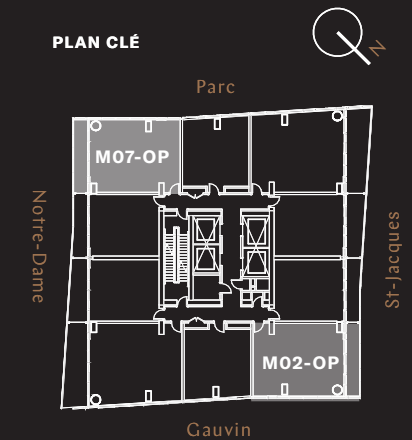 PLAN CLÉ
N
Parc
M07-OP
Notre-Dame
St-Jacques
M02-OP
Gauvin